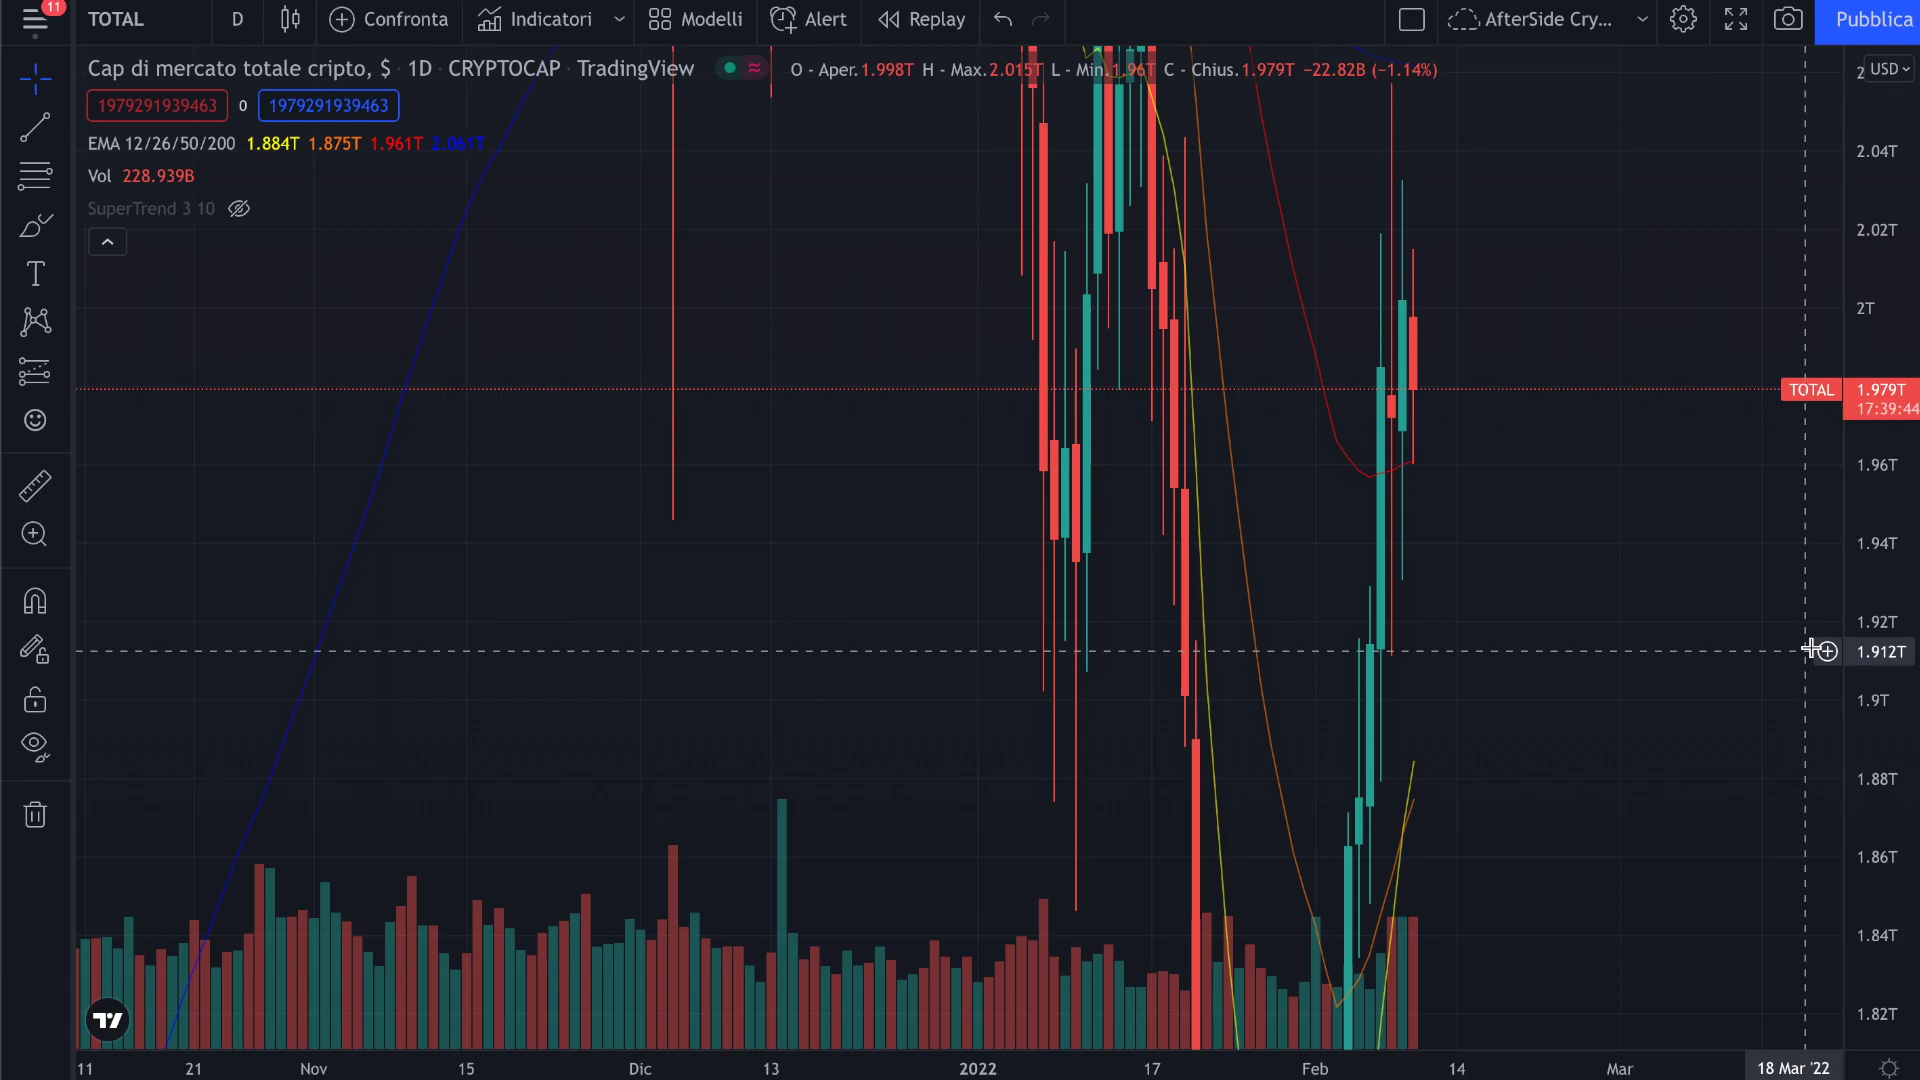 11
TOTAL
D
Confronta
Indicatori
Modelli
Alert
Replay
AfterSide Cry...
Pubblica
Cap di mercato totale cripto, $ · 1D · CRYPTOCAP · TradingView
O - Aper.1.998T H - Max.2.015T L - Min.1.96T C - Chius.1.979T −22.82B (−1.14%)
USD
1979291939463 0 1979291939463
EMA 12/26/50/200 1.884T 1.875T 1.961T 2.061T
Vol 228.939B
SuperTrend 3 10
2.04T
2.02T
2T
TOTAL 1.979T
17:39:44
1.96T
1.94T
1.92T
1.912T
1.9T
1.88T
1.86T
1.84T
1.82T
11 21 Nov 15 Dic 13 2022 17 Feb 14 Mar 18 Mar '22